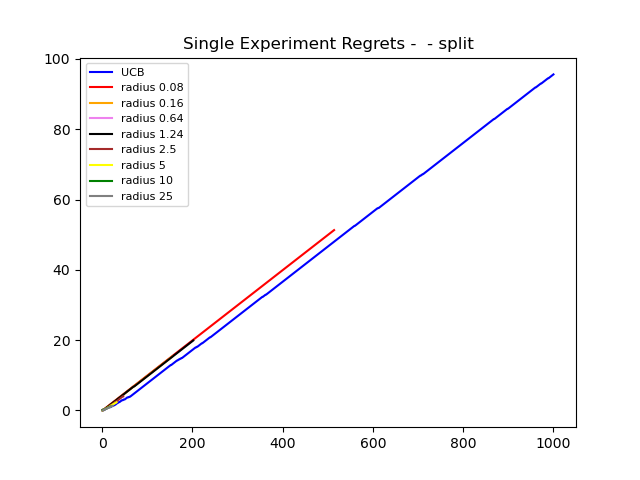 Single Experiment Regrets -  - split
100
80
60
40
20
0
UCB
radius 0.08
radius 0.16
radius 0.64
radius 1.24
radius 2.5
radius 5
radius 10
radius 25
0 200 400 600 800 1000